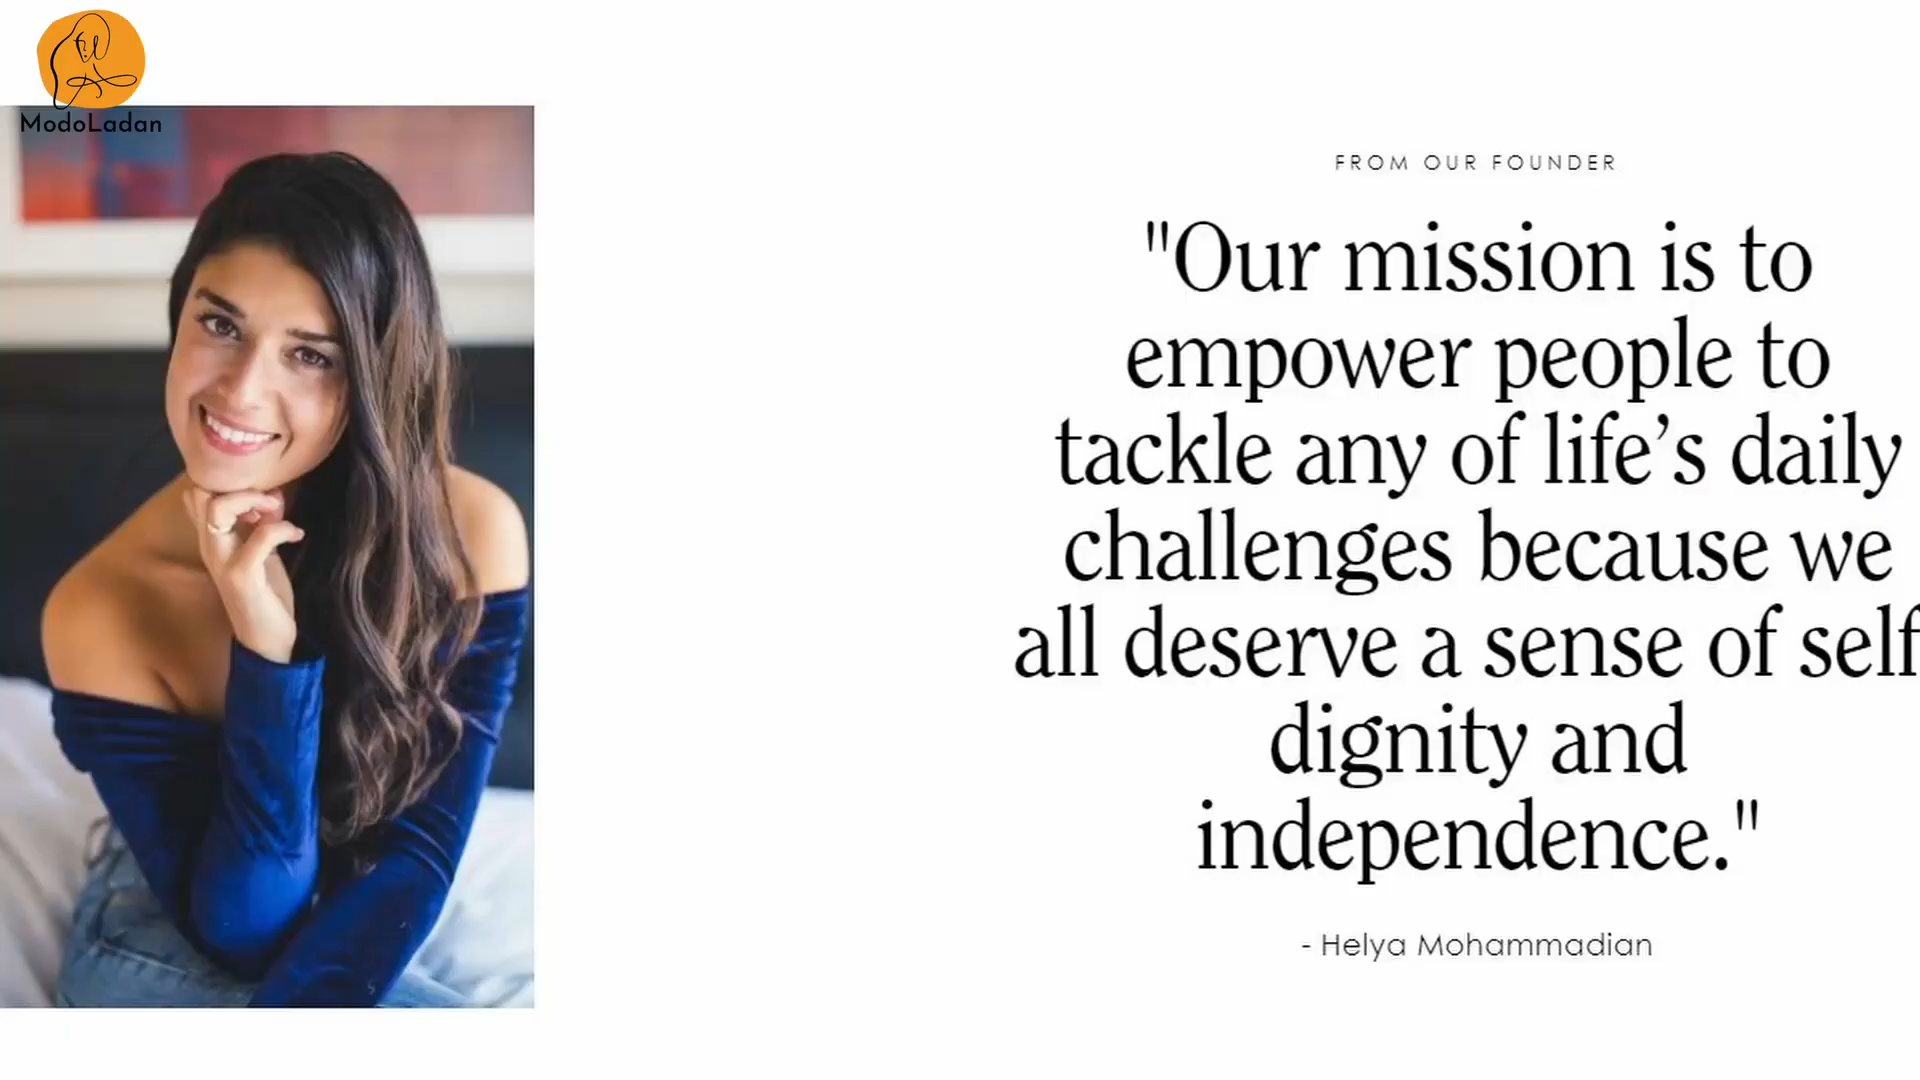 ModoLadan
FROM OUR FOUNDER
"Our mission is to
empower people to
tackle any of life’s daily
challenges because we
all deserve a sense of self
dignity and
independence."
- Helya Mohammadian